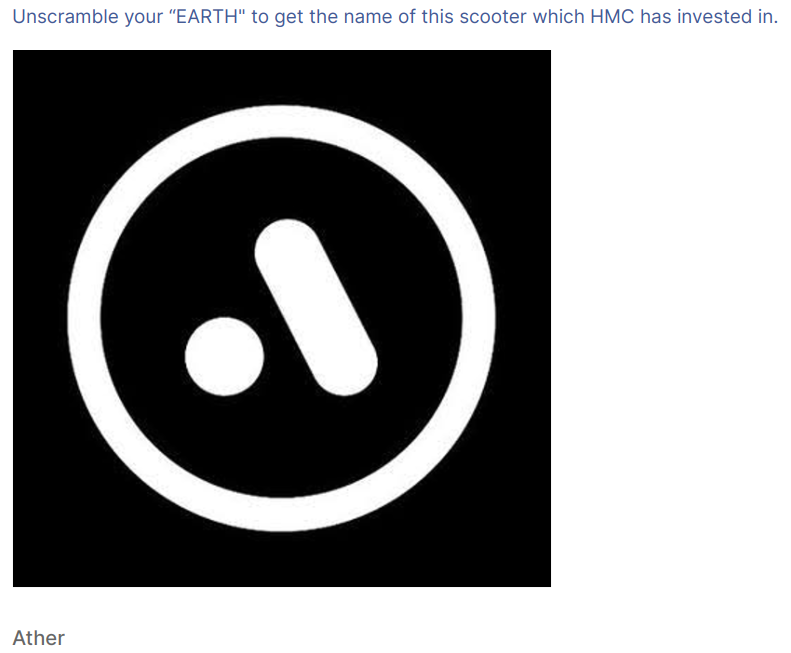 Unscramble your “EARTH" to get the name of this scooter which HMC has invested in.
Ather